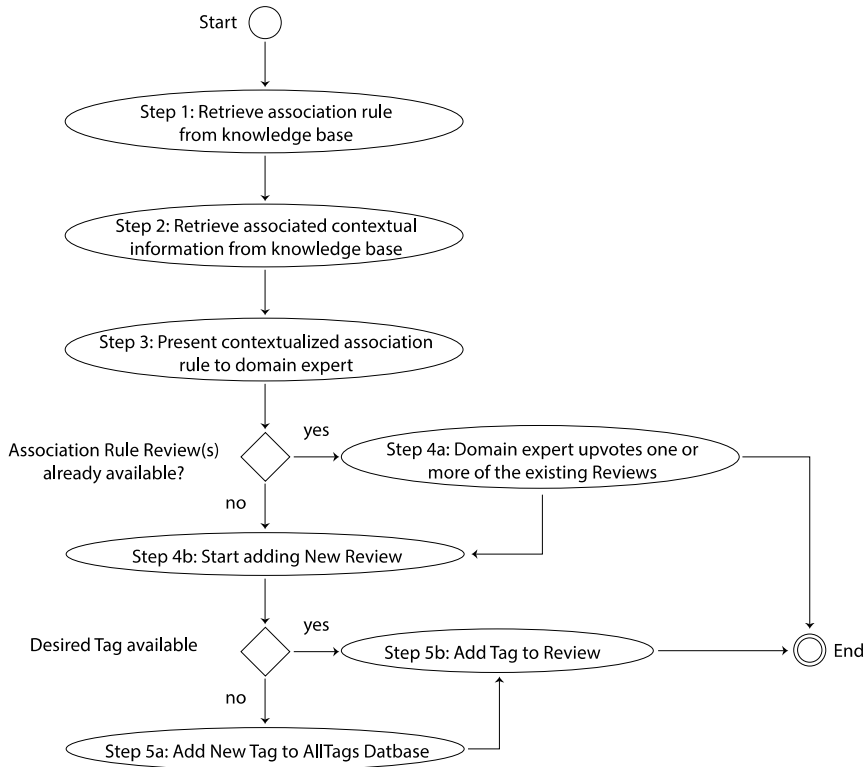 Start
Step 1: Retrieve association rule
from knowledge base
Step 2: Retrieve associated contextual
information from knowledge base
Step 3: Present contextualized association
rule to domain expert
Association Rule Review(s)
already available?
yes
Step 4a: Domain expert upvotes one or
more of the existing Reviews
no
Step 4b: Start adding New Review
Desired Tag available
yes
Step 5b: Add Tag to Review
End
no
Step 5a: Add New Tag to AllTags Datbase